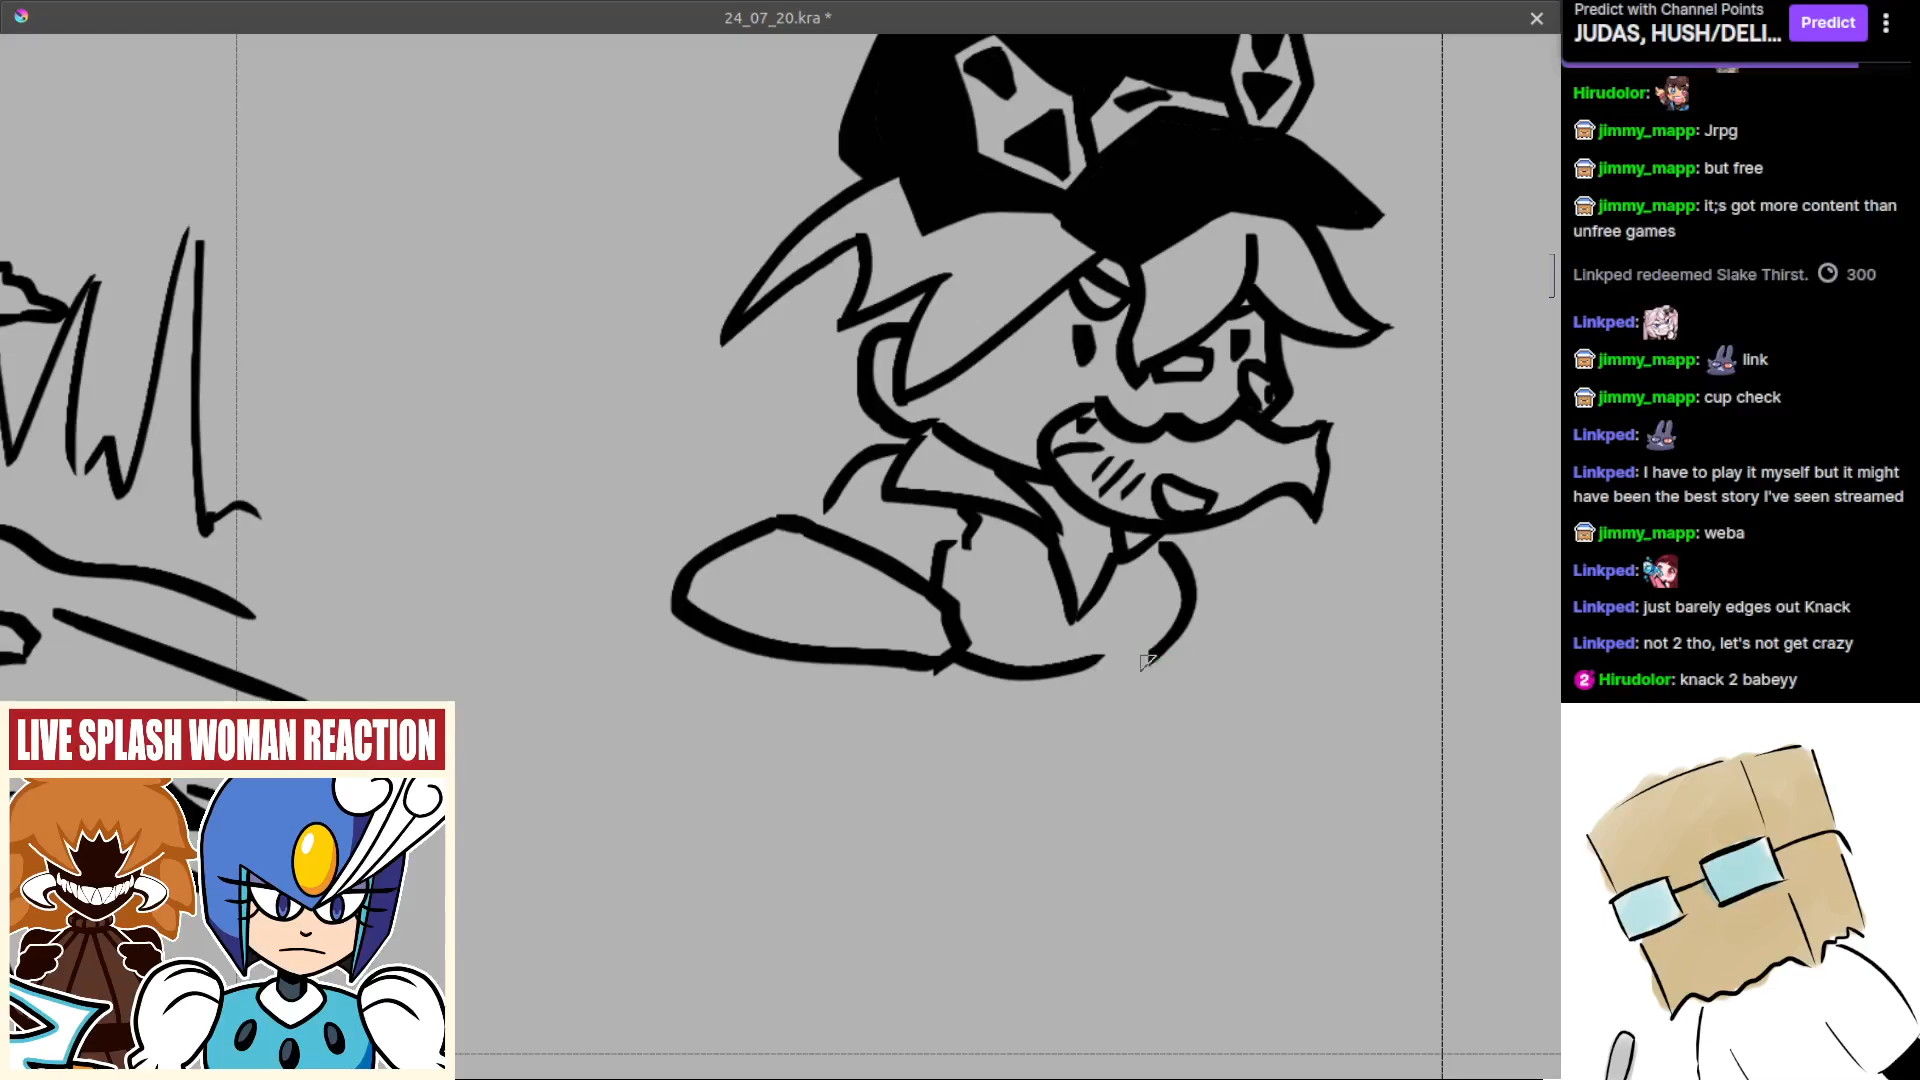 24_07_20.kra *
Predict with Channel Points
JUDAS, HUSH/DELI...
Predict
Hirudolor:
jimmy_mapp: Jrpg
jimmy_mapp: but free
jimmy_mapp: it;s got more content than
unfree games
Linkped redeemed Slake Thirst. 300
Linkped:
jimmy_mapp: link
jimmy_mapp: cup check
Linkped:
Linkped: I have to play it myself but it might
have been the best story I've seen streamed
jimmy_mapp: weba
Linkped:
Linkped: just barely edges out Knack
Linkped: not 2 tho, let's not get crazy
2 Hirudolor: knack 2 babeyy
LIVE SPLASH WOMAN REACTION